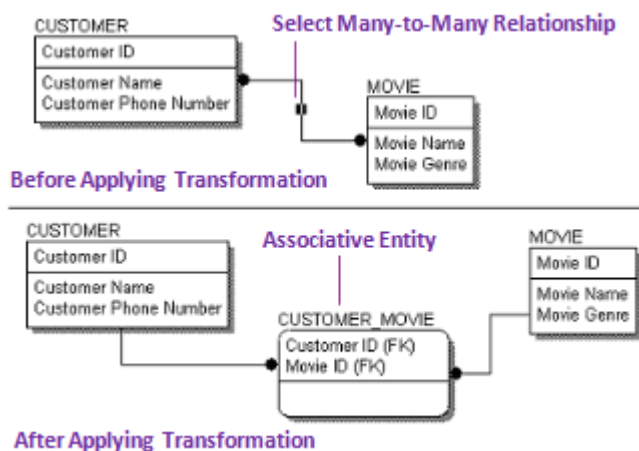 CUSTOMER
Select Many-to-Many Relationship
Customer ID
Customer Name
Customer Phone Number
MOVIE
Movie ID
Movie Name
Movie Genre
Before Applying Transformation
CUSTOMER
Customer ID
Customer Name
Customer Phone Number
Associative Entity
MOVIE
Movie ID
Movie Name
Movie Genre
CUSTOMER_MOVIE
Customer ID (FK)
Movie ID (FK)
After Applying Transformation